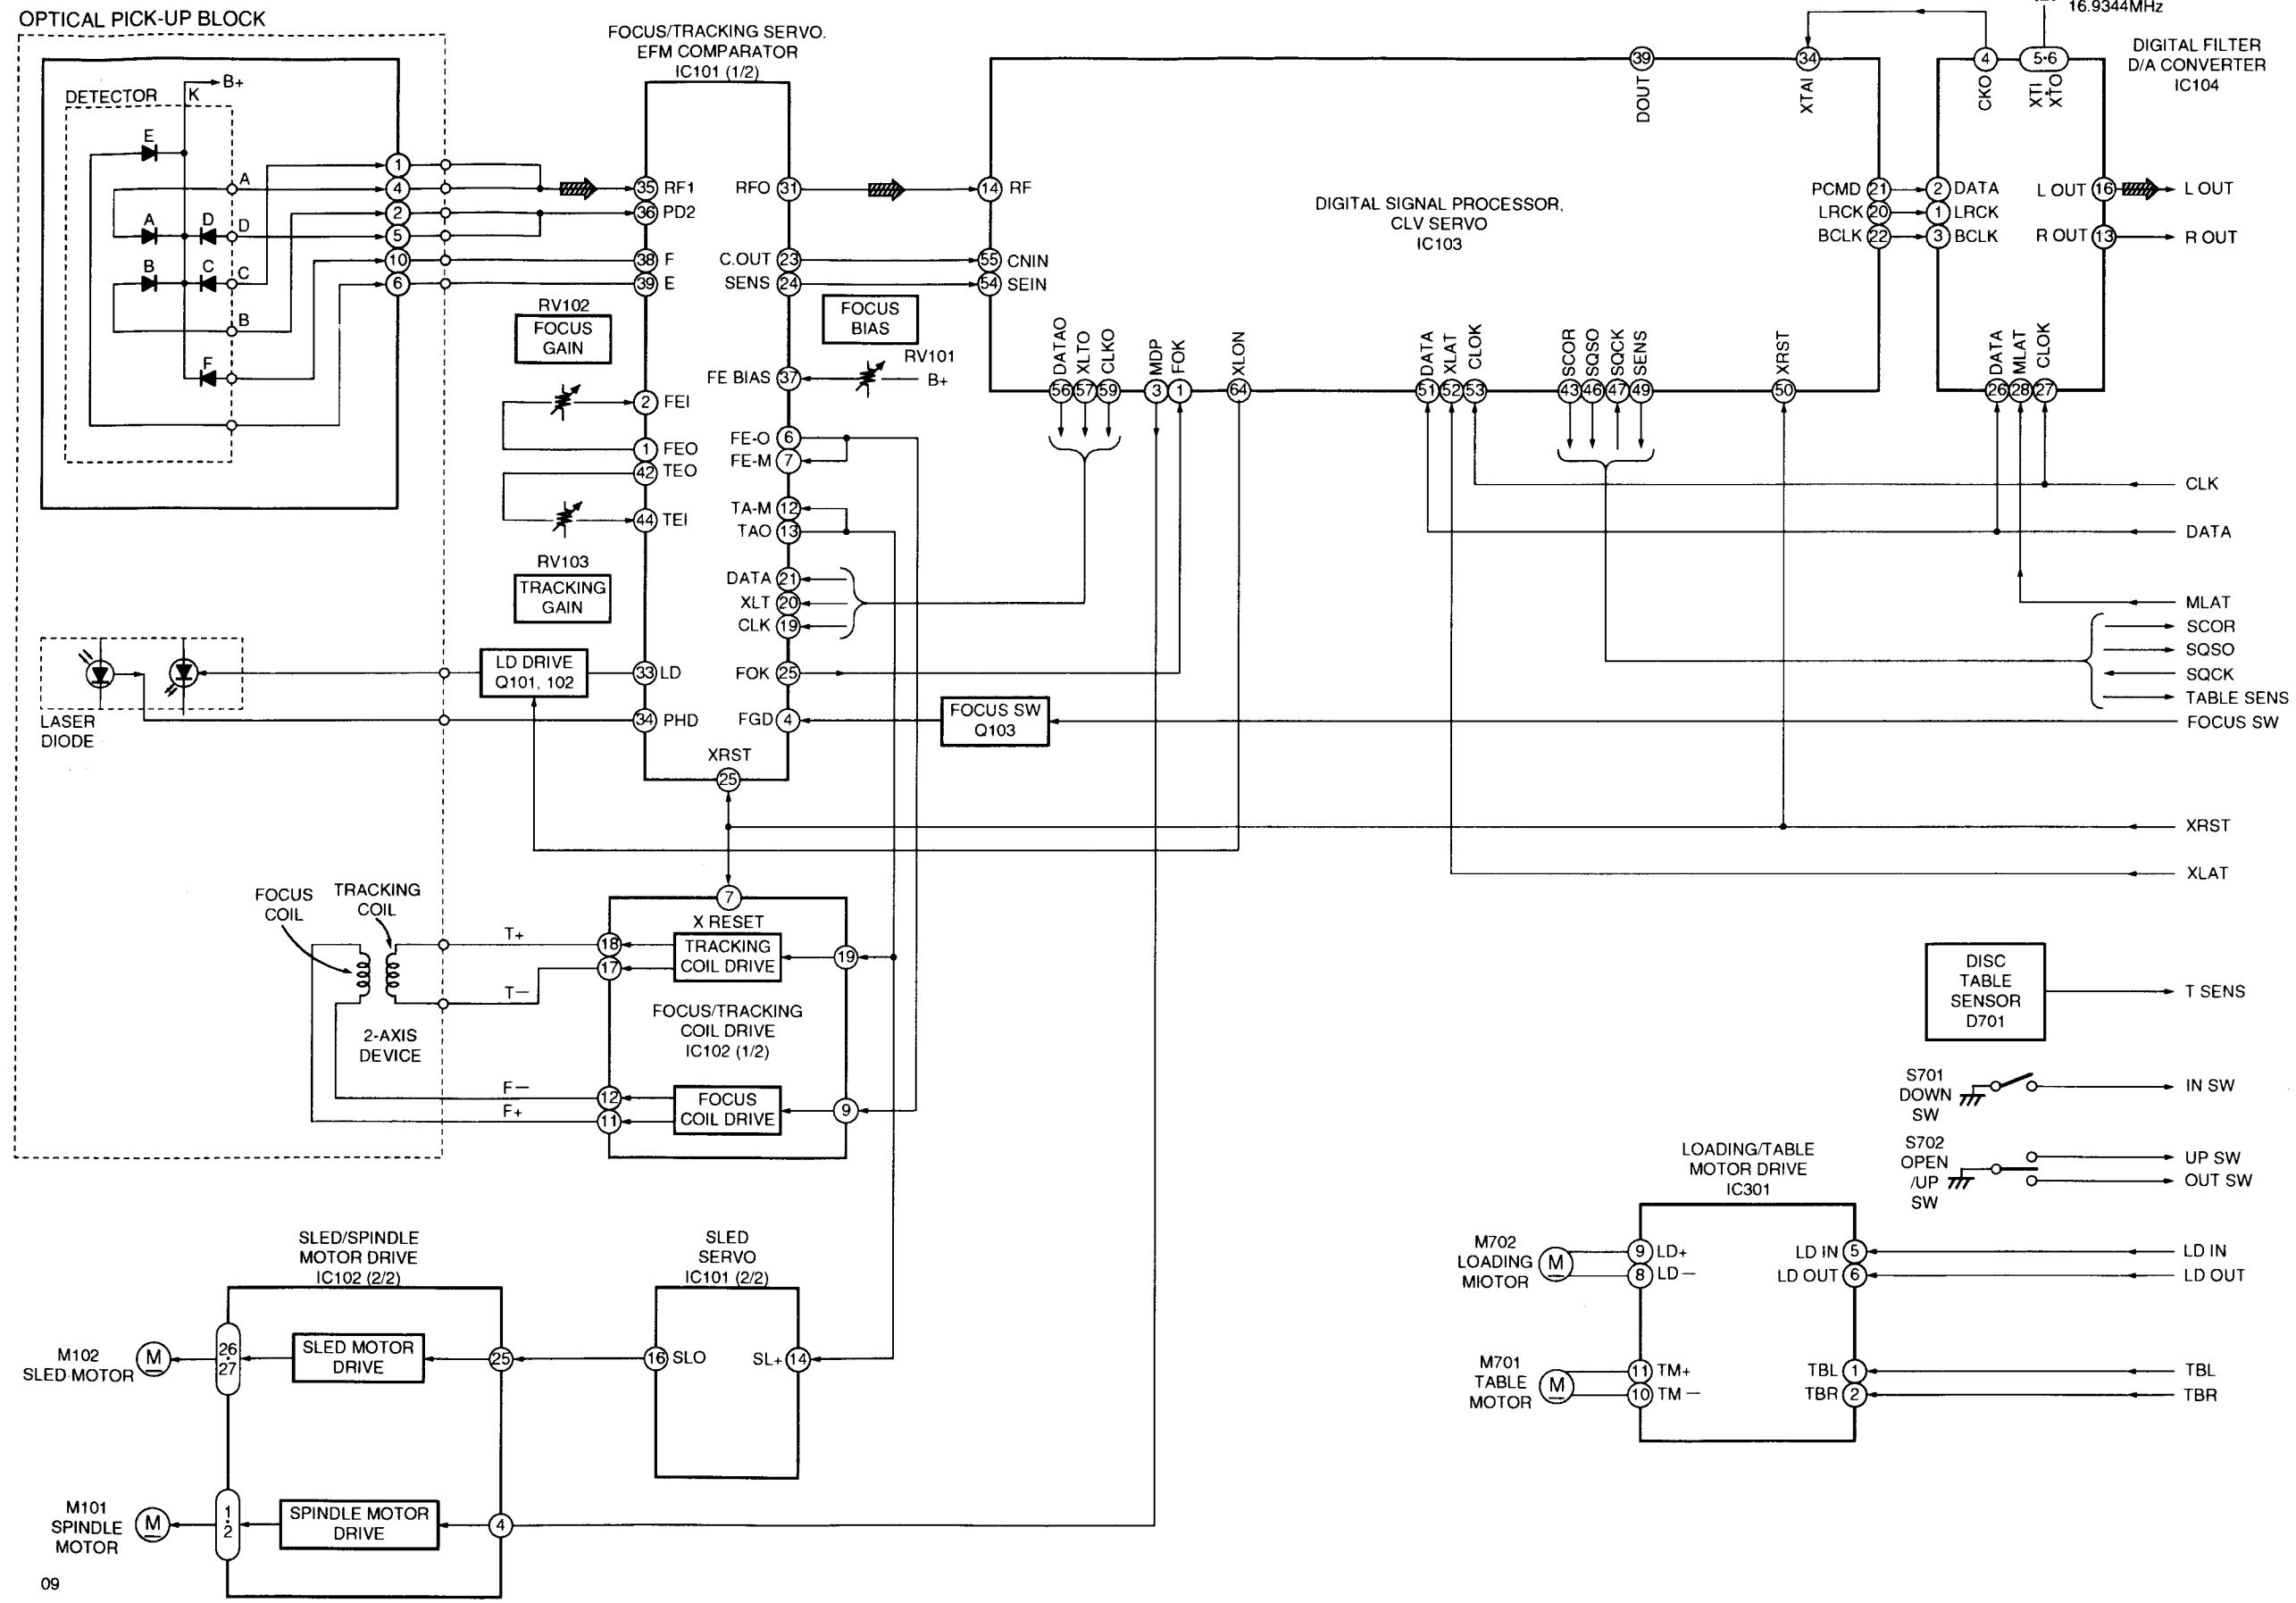 OPTICAL PICK-UP BLOCK
DETECTOR
K
B+
E
A
A
D
D
B
C
C
B
F
1
4
2
5
10
6
FOCUS/TRACKING SERVO.
EFM COMPARATOR
IC101 (1/2)
35 RF1
36 PD2
38 F
39 E
RV102
FOCUS
GAIN
2 FEI
1 FEO
42 TEO
44 TEI
RV103
TRACKING
GAIN
33 LD
34 PHD
RFO 31
C.OUT 23
SENS 24
FE BIAS 37
FE-O 6
FE-M 7
TA-M 12
TAO 13
DATA 21
XLT 20
CLK 19
FOK 25
FGD 4
XRST
25
FOCUS
BIAS
RV101
B+
LD DRIVE
Q101, 102
LASER
DIODE
FOCUS SW
Q103
DIGITAL SIGNAL PROCESSOR,
CLV SERVO
IC103
14 RF
55 CNIN
54 SEIN
39
DOUT
34
XTAI
PCMD 21
LRCK 20
BCLK 22
DATAO
XLTO
CLKO
MDP
FOK
XLON
DATA
XLAT
CLOK
SCOR
SQSO
SQCK
SENS
XRST
56 57 59 3 1 64 51 52 53 43 46 47 49 50
16.9344MHz
DIGITAL FILTER
D/A CONVERTER
IC104
4
5·6
CKO
XTI
XTO
2 DATA
1 LRCK
3 BCLK
L OUT 16
L OUT
R OUT 13
R OUT
DATA
MLAT
CLOK
26 28 27
CLK
DATA
MLAT
SCOR
SQSO
SQCK
TABLE SENS
FOCUS SW
XRST
XLAT
FOCUS
COIL
TRACKING
COIL
2-AXIS
DEVICE
T+
T−
F−
F+
7
X RESET
18
17
TRACKING
COIL DRIVE
19
FOCUS/TRACKING
COIL DRIVE
IC102 (1/2)
12
11
FOCUS
COIL DRIVE
9
DISC
TABLE
SENSOR
D701
T SENS
S701
DOWN
SW
IN SW
S702
OPEN
/UP
SW
UP SW
OUT SW
LOADING/TABLE
MOTOR DRIVE
IC301
M702
LOADING
MIOTOR
M
9 LD+
8 LD−
LD IN 5
LD OUT 6
LD IN
LD OUT
M701
TABLE
MOTOR
M
11 TM+
10 TM−
TBL 1
TBR 2
TBL
TBR
SLED/SPINDLE
MOTOR DRIVE
IC102 (2/2)
M102
SLED MOTOR
M
26
27
SLED MOTOR
DRIVE
25
SLED
SERVO
IC101 (2/2)
16 SLO
SL+ 14
M101
SPINDLE
MOTOR
M
1
2
SPINDLE MOTOR
DRIVE
4
09